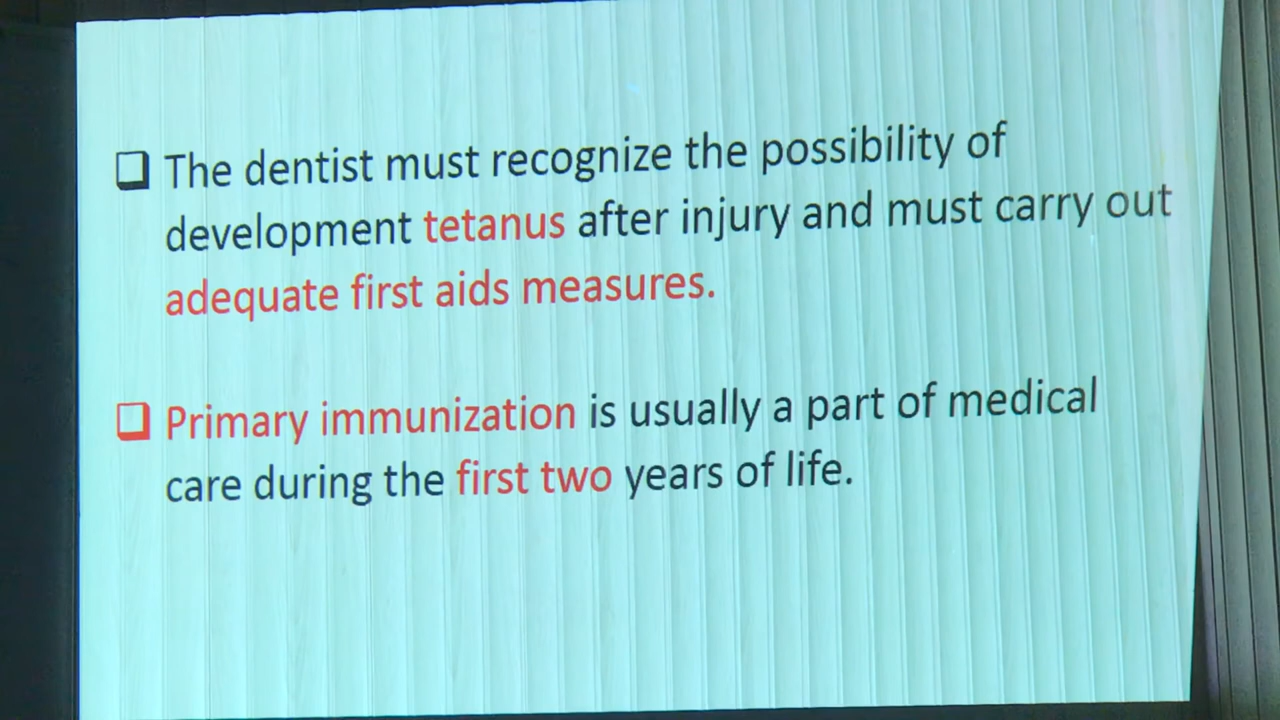 ❑ The dentist must recognize the possibility of
development tetanus after injury and must carry out
adequate first aids measures.
❑ Primary immunization is usually a part of medical
care during the first two years of life.